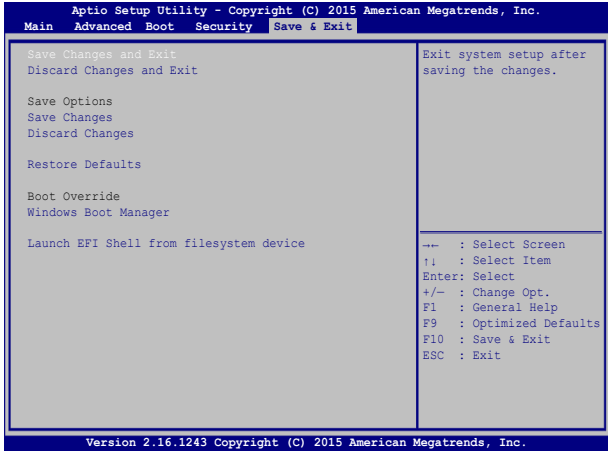 Aptio Setup Utility - Copyright (C) 2015 American Megatrends, Inc.
Main Advanced Boot Security Save & Exit
Save Changes and Exit
Discard Changes and Exit
Save Options
Save Changes
Discard Changes
Restore Defaults
Boot Override
Windows Boot Manager
Launch EFI Shell from filesystem device
Exit system setup after
saving the changes.
→← : Select Screen
↑↓ : Select Item
Enter: Select
+/— : Change Opt.
F1 : General Help
F9 : Optimized Defaults
F10 : Save & Exit
ESC : Exit
Version 2.16.1243 Copyright (C) 2015 American Megatrends, Inc.